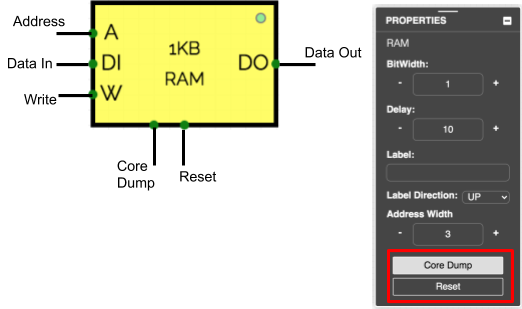 Address
Data In
Write
A
DI
W
1KB
RAM
DO
Data Out
Core
Dump
Reset
PROPERTIES
RAM
BitWidth:
- 1 +
Delay:
- 10 +
Label:
Label Direction: UP
Address Width
- 3 +
Core Dump
Reset